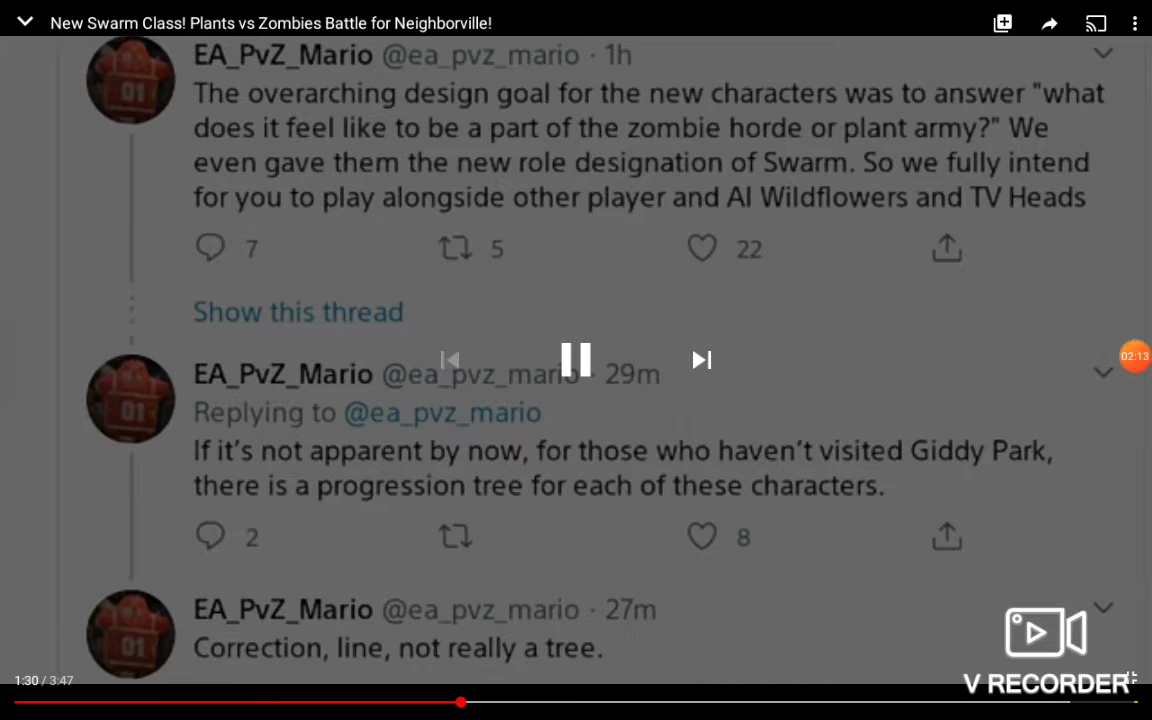 New Swarm Class! Plants vs Zombies Battle for Neighborville!
EA_PvZ_Mario @ea_pvz_mario · 1h
The overarching design goal for the new characters was to answer "what
does it feel like to be a part of the zombie horde or plant army?" We
even gave them the new role designation of Swarm. So we fully intend
for you to play alongside other player and AI Wildflowers and TV Heads
7 5 22
Show this thread
EA_PvZ_Mario @ea_pvz_mario · 29m
Replying to @ea_pvz_mario
If it's not apparent by now, for those who haven't visited Giddy Park,
there is a progression tree for each of these characters.
2 8
EA_PvZ_Mario @ea_pvz_mario · 27m
Correction, line, not really a tree.
01
01
01
02:13
1:30 / 3:47
V RECORDER